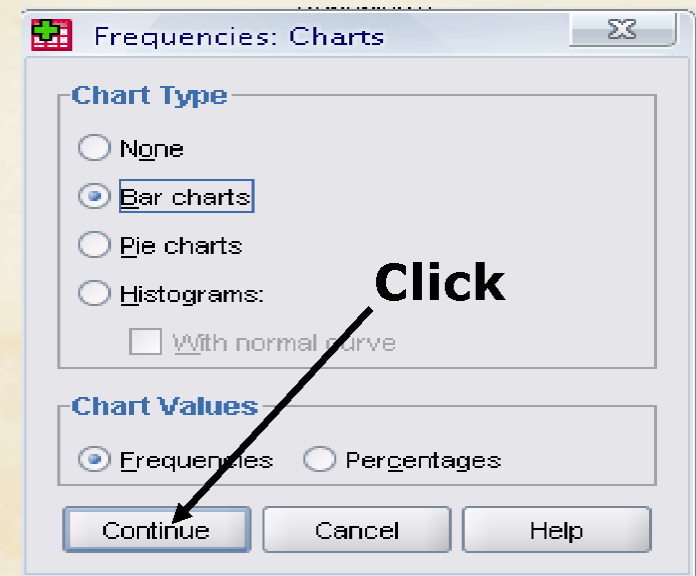 Frequencies: Charts
Chart Type
None
Bar charts
Pie charts
Histograms:
Click
With normal curve
Chart Values
Frequencies Percentages
Continue Cancel Help